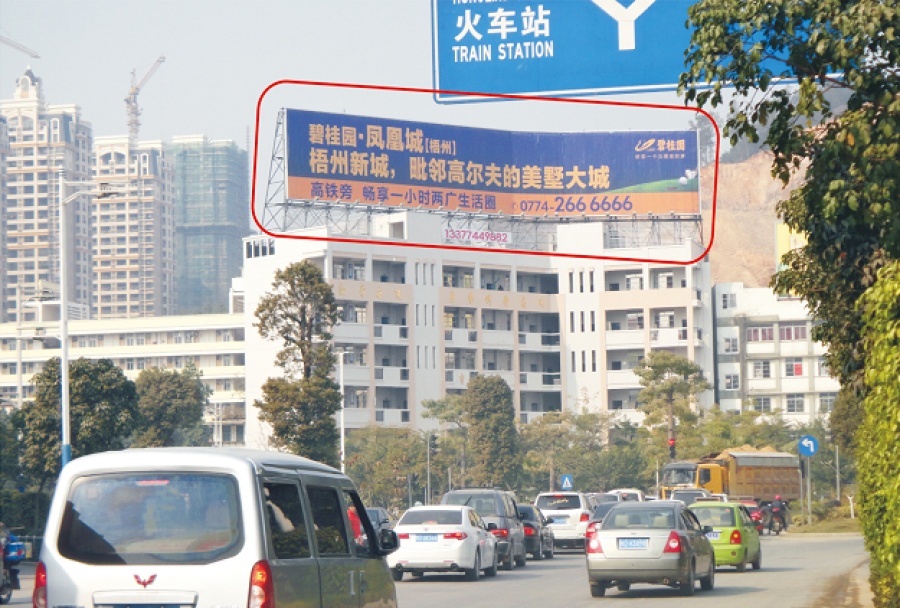 火车站
TRAIN STATION
碧桂园·凤凰城【梧州】
梧州新城，毗邻高尔夫的美墅大城
高铁旁 畅享一小时两广生活圈
0774-266 6666
碧桂园
13377449882